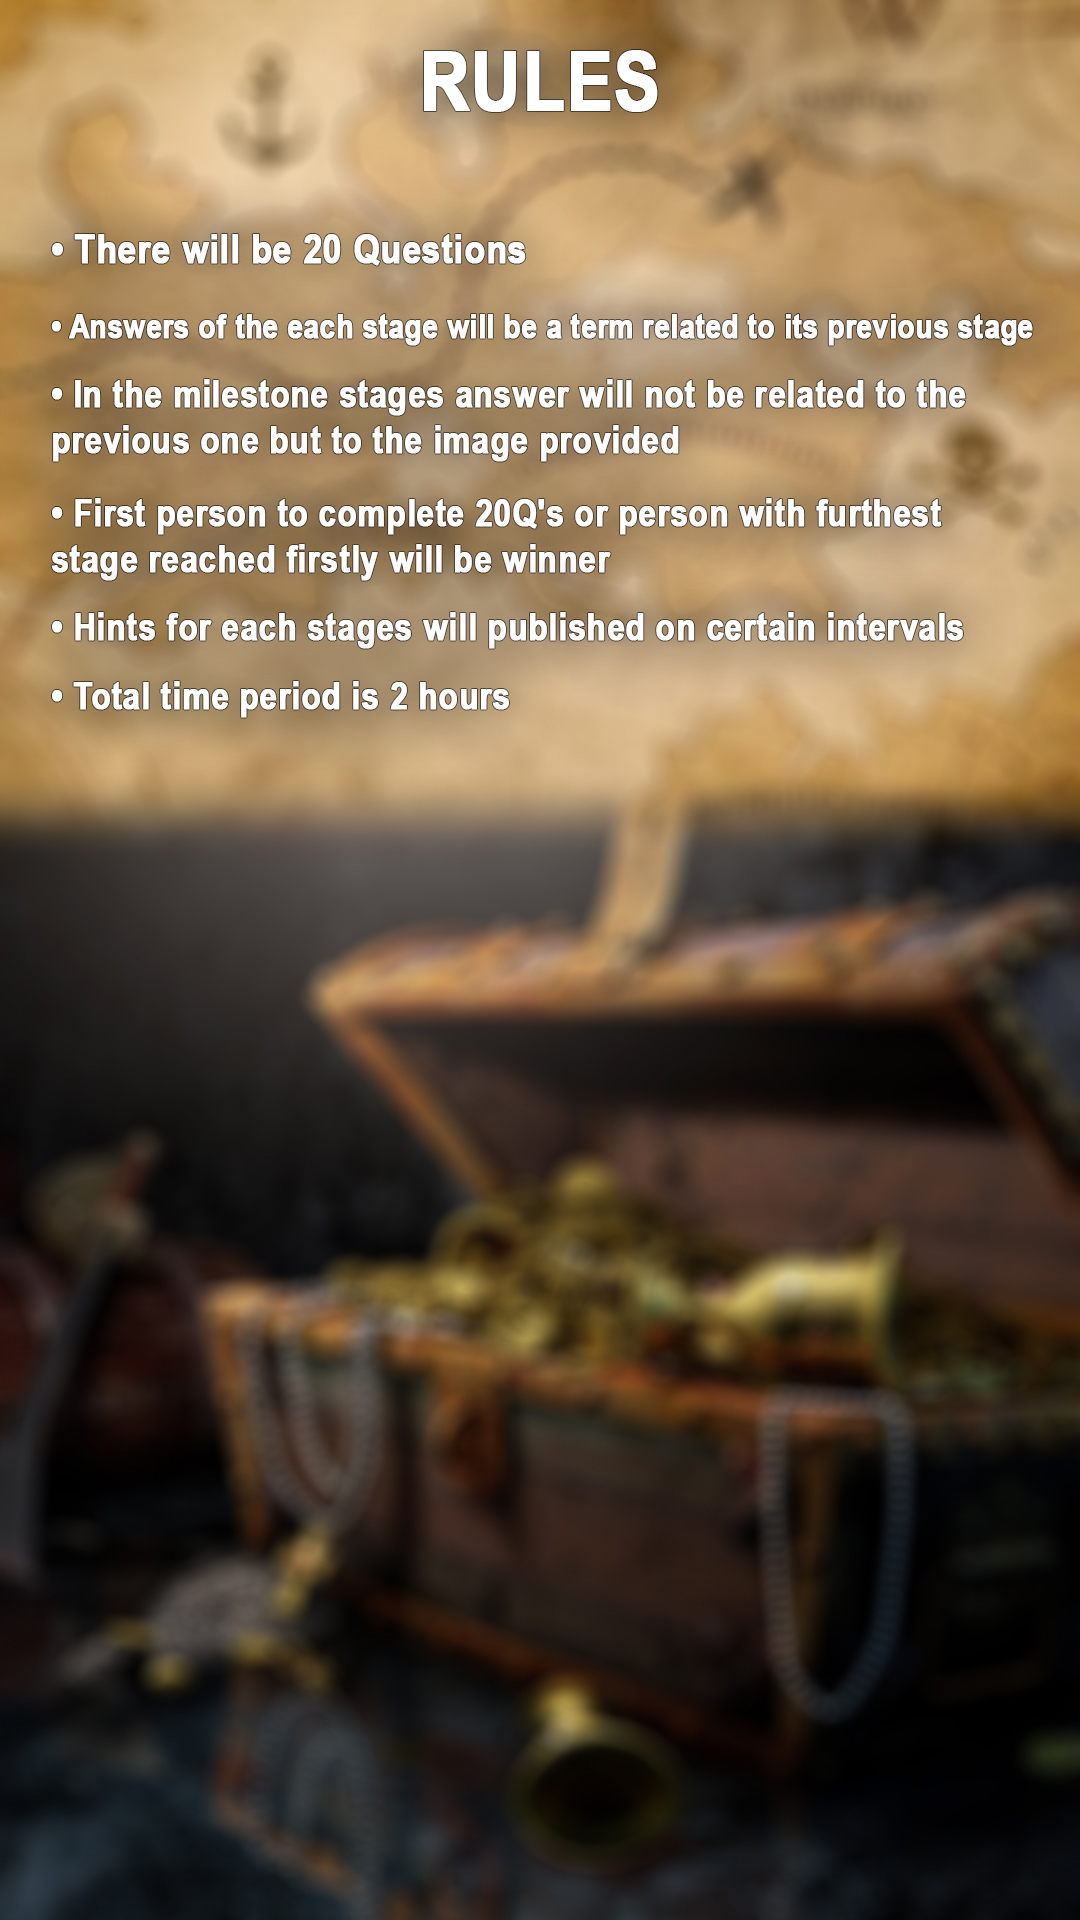 RULES
• There will be 20 Questions
• Answers of the each stage will be a term related to its previous stage
• In the milestone stages answer will not be related to the
previous one but to the image provided
• First person to complete 20Q's or person with furthest
stage reached firstly will be winner
• Hints for each stages will published on certain intervals
• Total time period is 2 hours